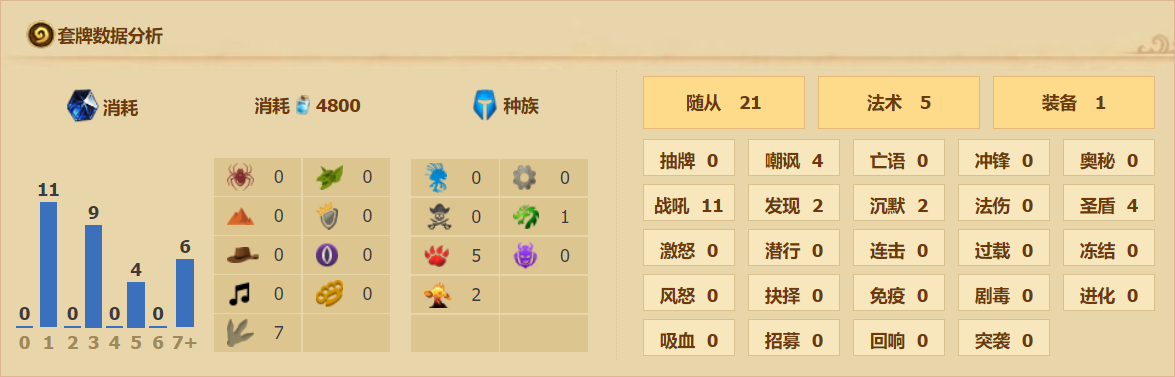 套牌数据分析
消耗
11 9 6 4 0 0 0 0
0 1 2 3 4 5 6 7+
消耗 4800
0 0
0 0
0 0
0 0
7
种族
0 0
0 1
5 0
2
随从 21 法术 5 装备 1
抽牌 0 嘲讽 4 亡语 0 冲锋 0 奥秘 0
战吼 11 发现 2 沉默 2 法伤 0 圣盾 4
激怒 0 潜行 0 连击 0 过载 0 冻结 0
风怒 0 抉择 0 免疫 0 剧毒 0 进化 0
吸血 0 招募 0 回响 0 突袭 0